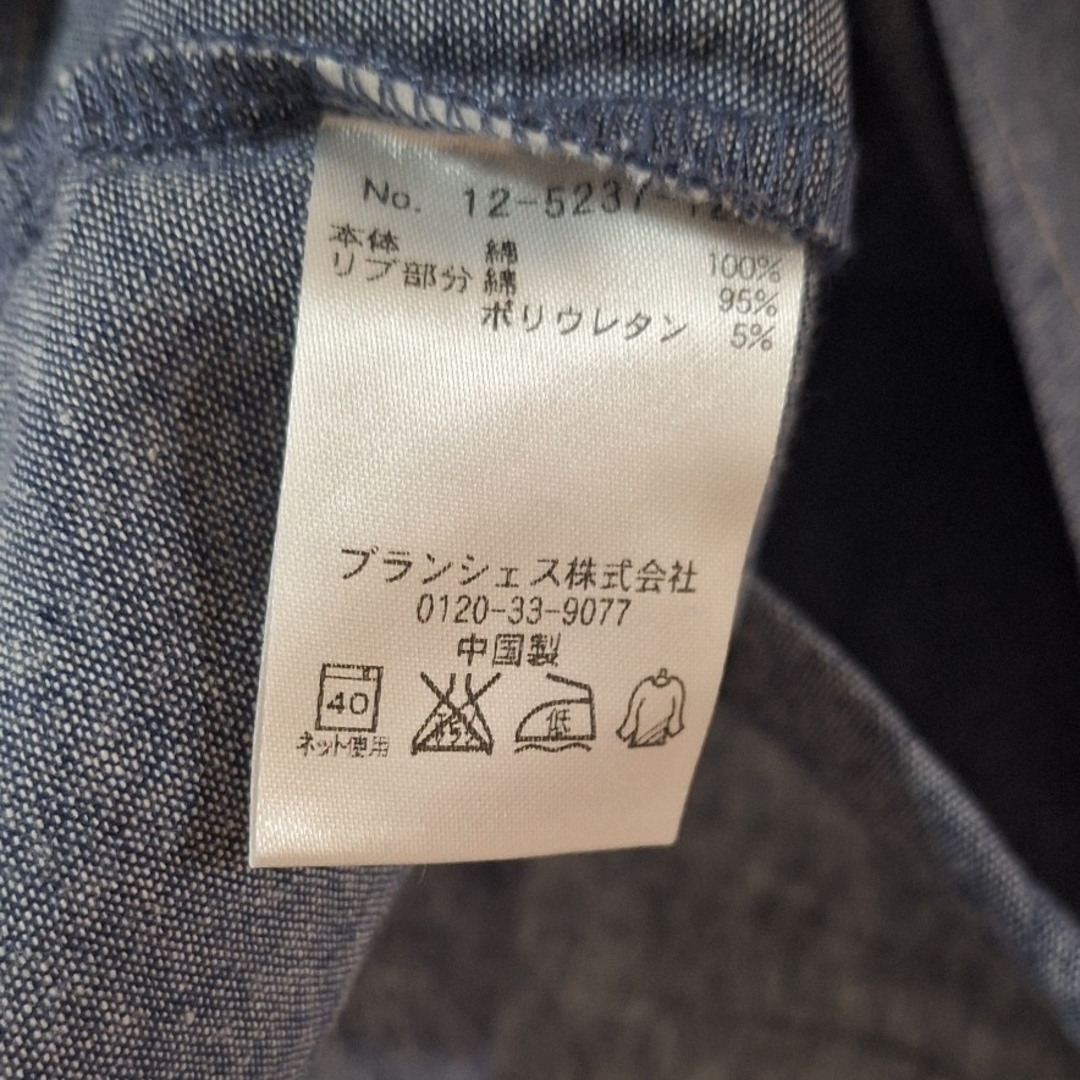 No. 12-5237-12
本体 綿 100%
リブ部分 綿 95%
ポリウレタン 5%
ブランシェス株式会社
0120-33-9077
中国製
40
低
ネット使用